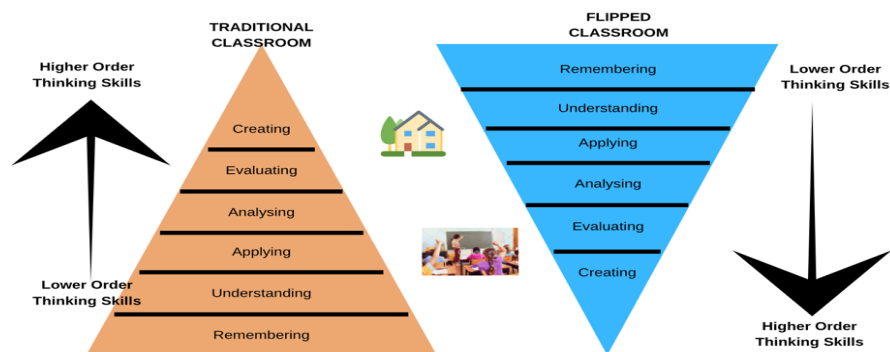 TRADITIONAL
CLASSROOM
Higher Order
Thinking Skills
Creating
Evaluating
Analysing
Applying
Understanding
Remembering
Lower Order
Thinking Skills
FLIPPED
CLASSROOM
Remembering
Understanding
Applying
Analysing
Evaluating
Creating
Lower Order
Thinking Skills
Higher Order
Thinking Skills